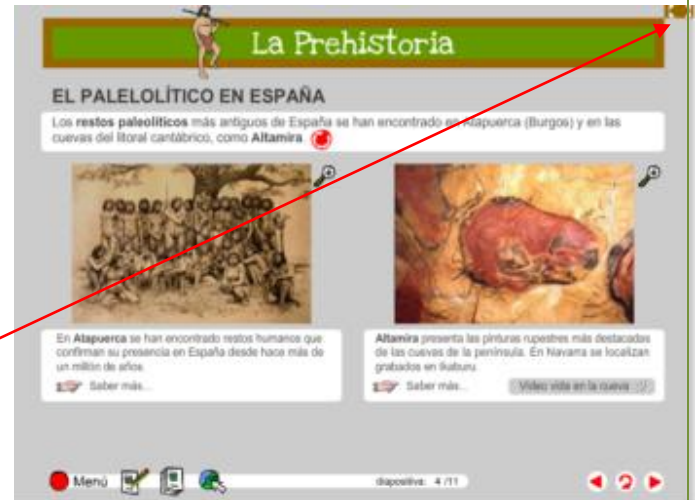 La Prehistoria
EL PALELOLÍTICO EN ESPAÑA
Los restos paleolíticos más antiguos de España se han encontrado en Atapuerca (Burgos) y en las
cuevas del litoral cantábrico, como Altamira
En Atapuerca se han encontrado restos humanos que
confirman su presencia en España desde hace más de
un millón de años.
Saber más...
Altamira presenta las pinturas rupestres más destacadas
de las cuevas de la península. En Navarra se localizan
grabados en
Saber más...
Video vida en la cueva
Menú
diapositiva: 4 /11